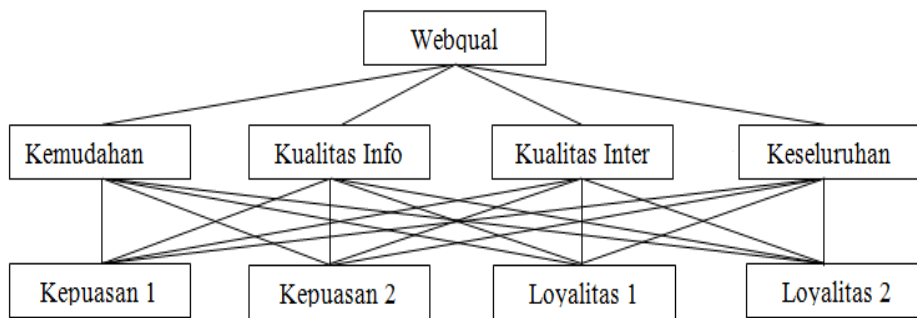 Webqual
Kemudahan Kualitas Info Kualitas Inter Keseluruhan
Kepuasan 1 Kepuasan 2 Loyalitas 1 Loyalitas 2